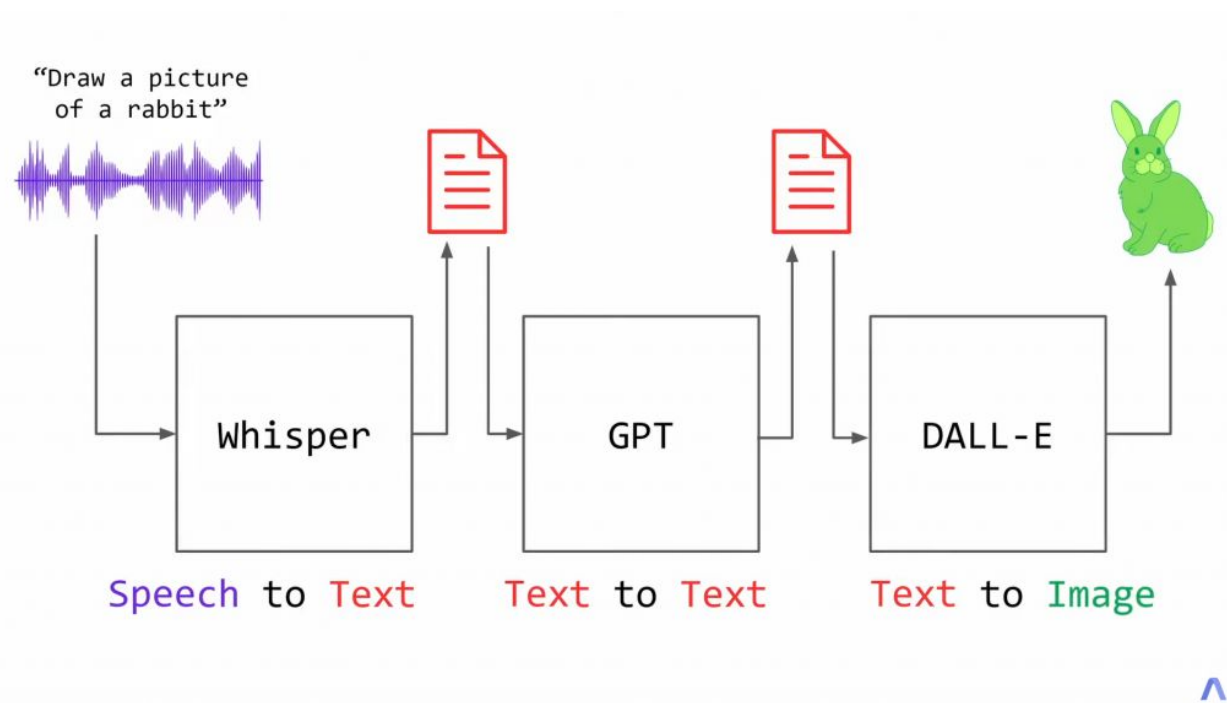 “Draw a picture
of a rabbit”
Whisper
GPT
DALL-E
Speech to Text
Text to Text
Text to Image